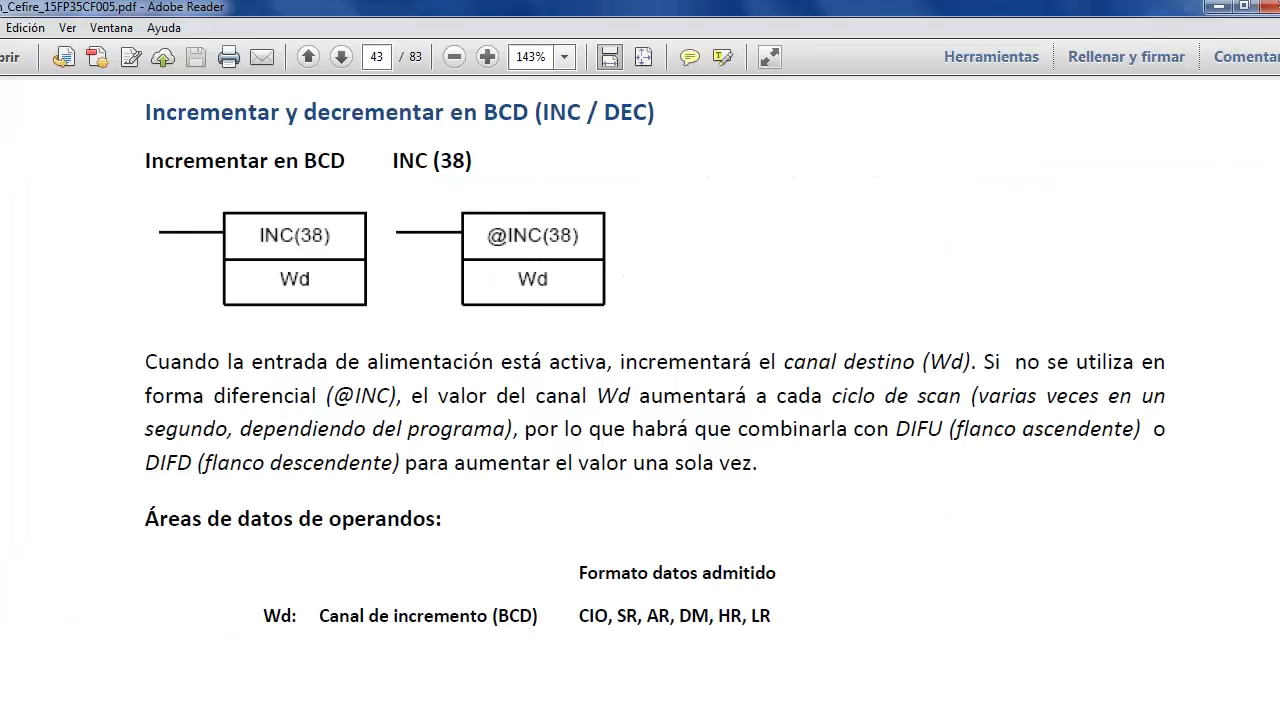 n_Cefire_15FP35CF005.pdf - Adobe Reader
Edición Ver Ventana Ayuda
43 / 83 143% Herramientas Rellenar y firmar
Incrementar y decrementar en BCD (INC / DEC)
Incrementar en BCD INC (38)
INC(38) @INC(38)
Wd Wd
Cuando la entrada de alimentación está activa, incrementará el canal destino (Wd). Si no se utiliza en
forma diferencial (@INC), el valor del canal Wd aumentará a cada ciclo de scan (varias veces en un
segundo, dependiendo del programa), por lo que habrá que combinarla con DIFU (flanco ascendente) o
DIFD (flanco descendente) para aumentar el valor una sola vez.
Áreas de datos de operandos:
Formato datos admitido
Wd: Canal de incremento (BCD) CIO, SR, AR, DM, HR, LR